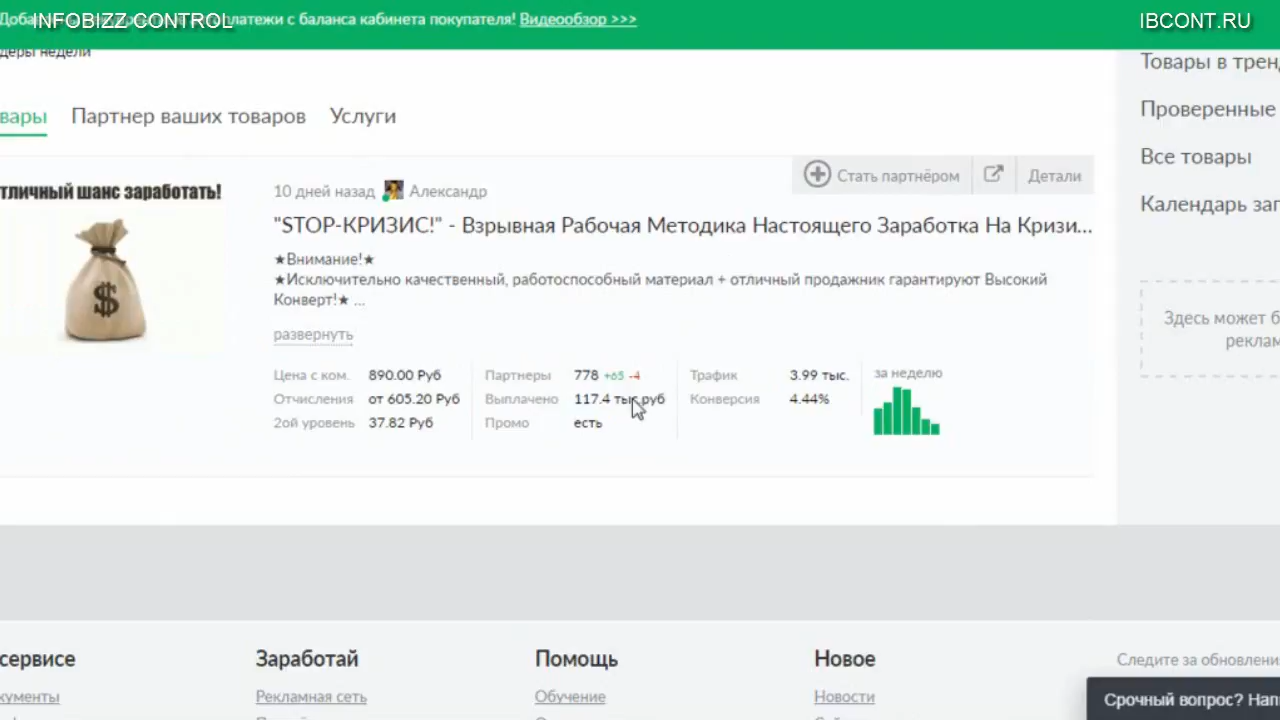 INFOBIZZ CONTROL
платежи с баланса кабинета покупателя! Видеообзор >>>
IBCONT.RU
деры недели
Товары в трен
вары Партнер ваших товаров Услуги
Проверенные
Все товары
Календарь за
тличный шанс заработать!
10 дней назад Александр
Стать партнёром
Детали
"STOP-КРИЗИС!" - Взрывная Рабочая Методика Настоящего Заработка На Кризи...
★Внимание!★
★Исключительно качественный, работоспособный материал + отличный продажник гарантируют Высокий
Конверт!★ ...
развернуть
Здесь может б
реклам
Цена с ком. 890.00 Руб
Отчисления от 605.20 Руб
2ой уровень 37.82 Руб
Партнеры 778 +65 -4
Выплачено 117.4 тыс руб
Промо есть
Трафик 3.99 тыс.
Конверсия 4.44%
за неделю
$
сервисе
кументы
Заработай
Рекламная сеть
Помощь
Обучение
Новое
Новости
Следите за обновлени
Срочный вопрос? Нап